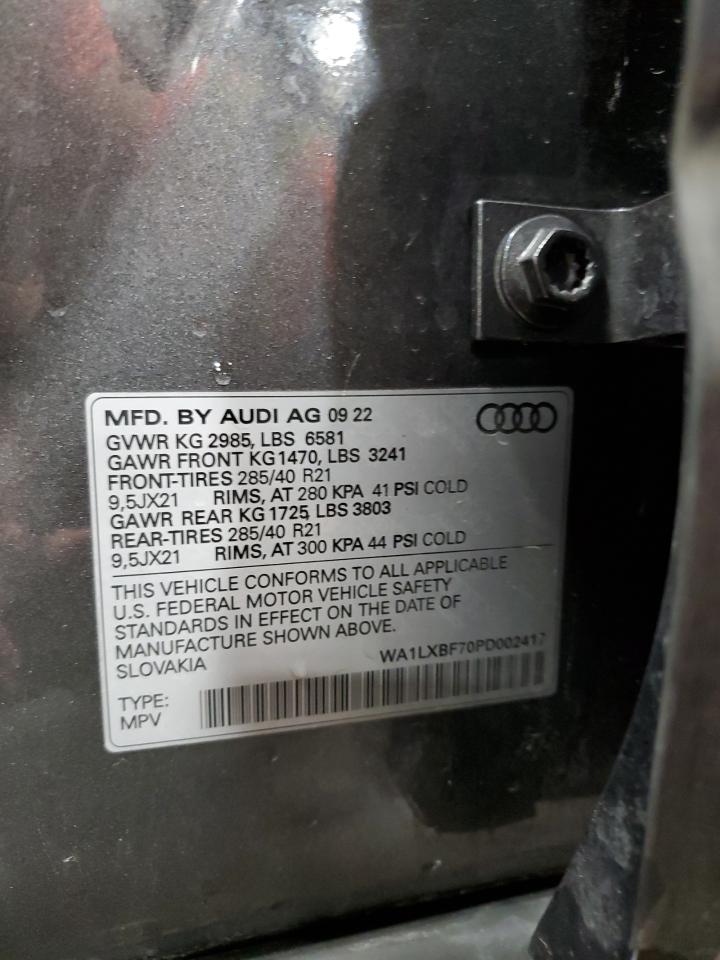 MFD. BY AUDI AG 09 22
GVWR KG 2985, LBS 6581
GAWR FRONT KG1470, LBS 3241
FRONT-TIRES 285/40 R21
9,5JX21 RIMS, AT 280 KPA 41 PSI COLD
GAWR REAR KG 1725, LBS 3803
REAR-TIRES 285/40 R21
9,5JX21 RIMS, AT 300 KPA 44 PSI COLD
THIS VEHICLE CONFORMS TO ALL APPLICABLE
U.S. FEDERAL MOTOR VEHICLE SAFETY
STANDARDS IN EFFECT ON THE DATE OF
MANUFACTURE SHOWN ABOVE.
SLOVAKIA WA1LXBF70PD002417
TYPE:
MPV